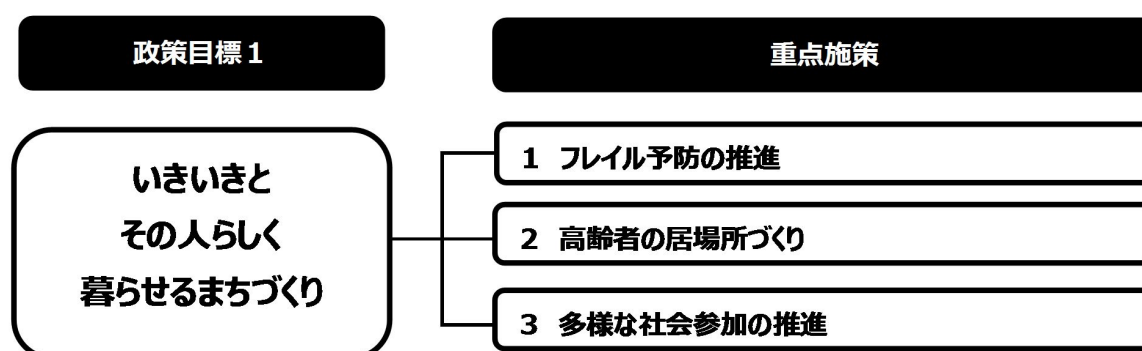 政策目標1
重点施策
いきいきと
その人らしく
暮らせるまちづくり
1 フレイル予防の推進
2 高齢者の居場所づくり
3 多様な社会参加の推進